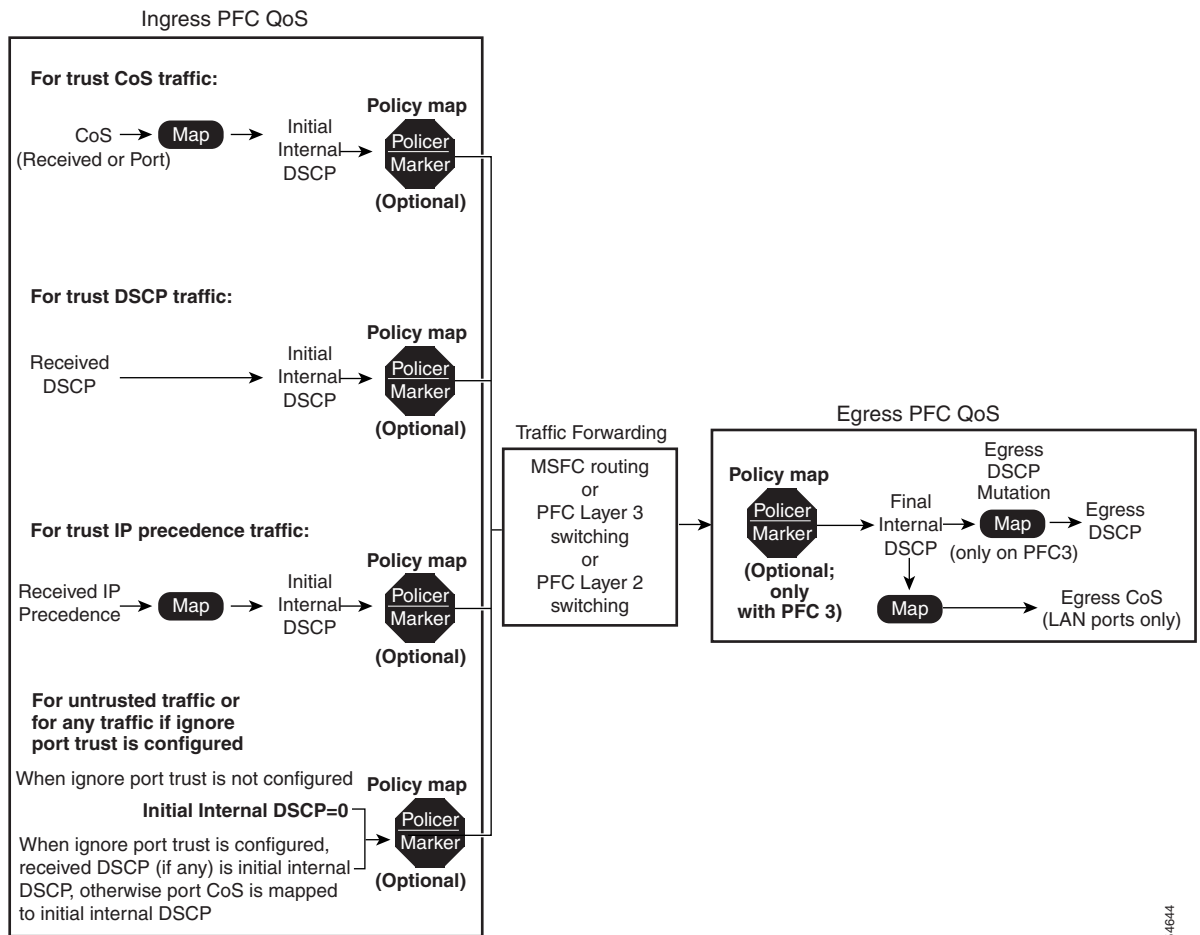 Ingress PFC QoS
For trust CoS traffic:
Policy map
CoS
(Received or Port)
Map
Initial
Internal
DSCP
Policer
Marker
(Optional)
For trust DSCP traffic:
Policy map
Received
DSCP
Initial
Internal
DSCP
Policer
Marker
(Optional)
For trust IP precedence traffic:
Policy map
Received IP
Precedence
Map
Initial
Internal
DSCP
Policer
Marker
(Optional)
For untrusted traffic or
for any traffic if ignore
port trust is configured
When ignore port trust is not configured
Initial Internal DSCP=0
When ignore port trust is configured,
received DSCP (if any) is initial internal
DSCP, otherwise port CoS is mapped
to initial internal DSCP
Policy map
Policer
Marker
(Optional)
Traffic Forwarding
MSFC routing
or
PFC Layer 3
switching
or
PFC Layer 2
switching
Egress PFC QoS
Policy map
Policer
Marker
(Optional;
only
with PFC 3)
Final
Internal
DSCP
Egress
DSCP
Mutation
Map
(only on PFC3)
Egress
DSCP
Map
Egress CoS
(LAN ports only)
4644